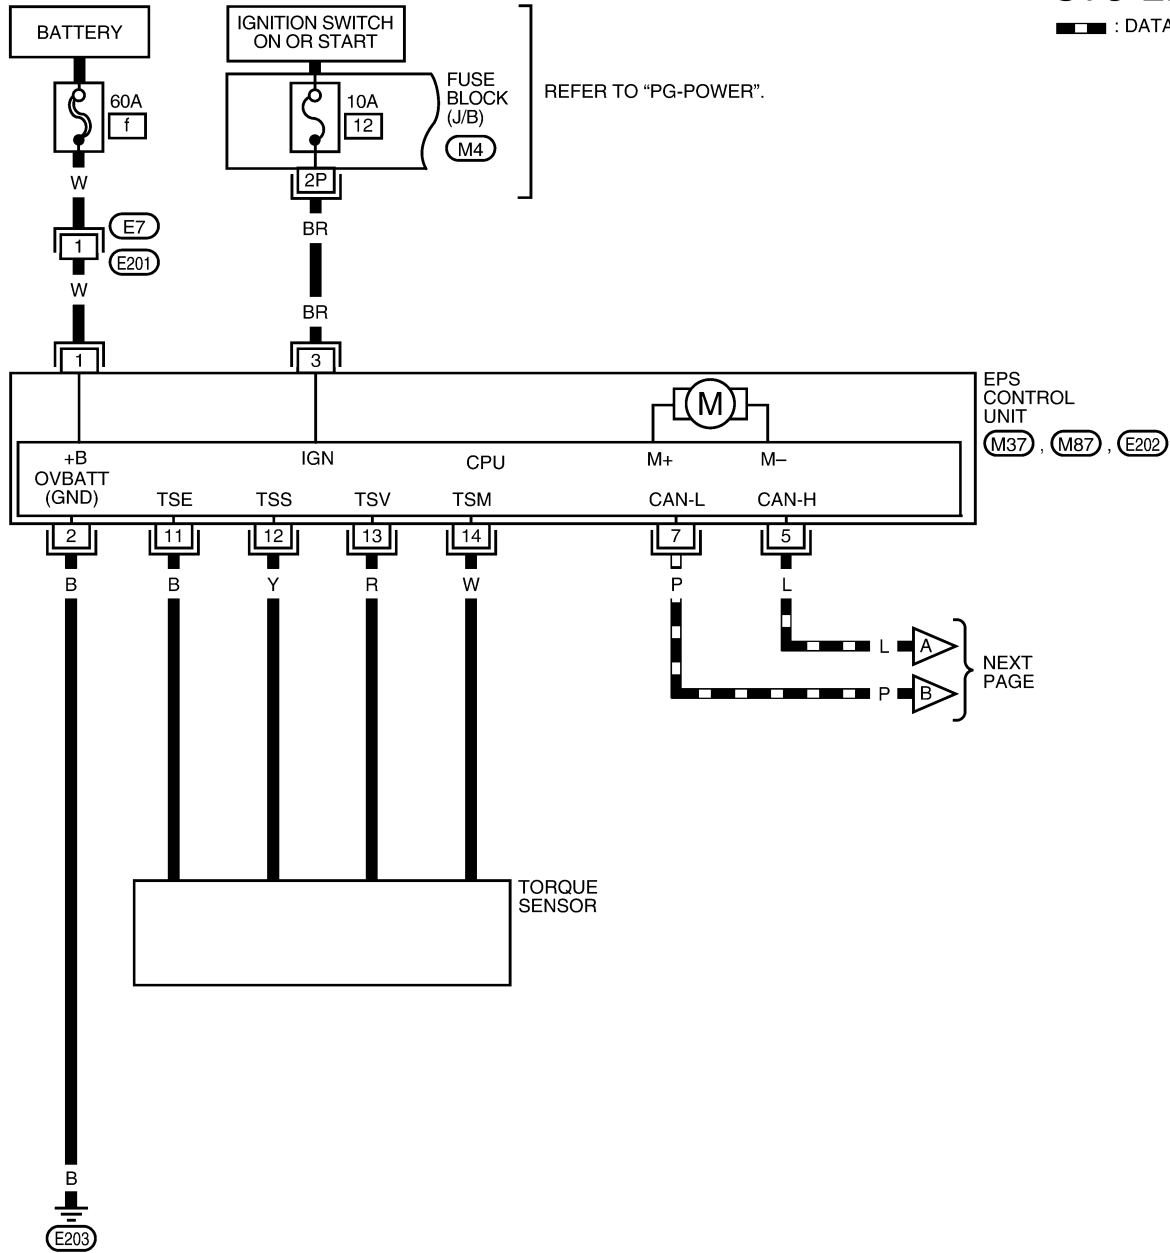 BATTERY
IGNITION SWITCH
ON OR START
: DATA
60A
f
10A
12
FUSE
BLOCK
(J/B)
M4
REFER TO “PG-POWER”.
2P
W
BR
E7
1
E201
W
BR
1
3
EPS
CONTROL
UNIT
M37 , M87 , E202
M
+B
OVBATT
(GND)
IGN
CPU
M+
M–
TSE
TSS
TSV
TSM
CAN-L
CAN-H
2
11
12
13
14
7
5
B
B
Y
R
W
P
L
L
A
P
B
NEXT
PAGE
TORQUE
SENSOR
B
E203